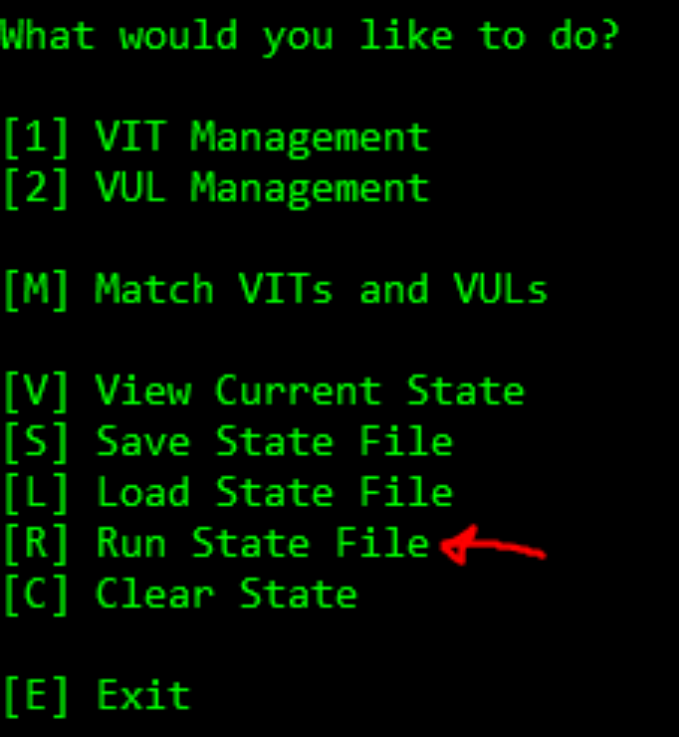 What would you like to do?
[1] VIT Management
[2] VUL Management
[M] Match VITs and VULs
[V] View Current State
[S] Save State File
[L] Load State File
[R] Run State File
[C] Clear State
[E] Exit